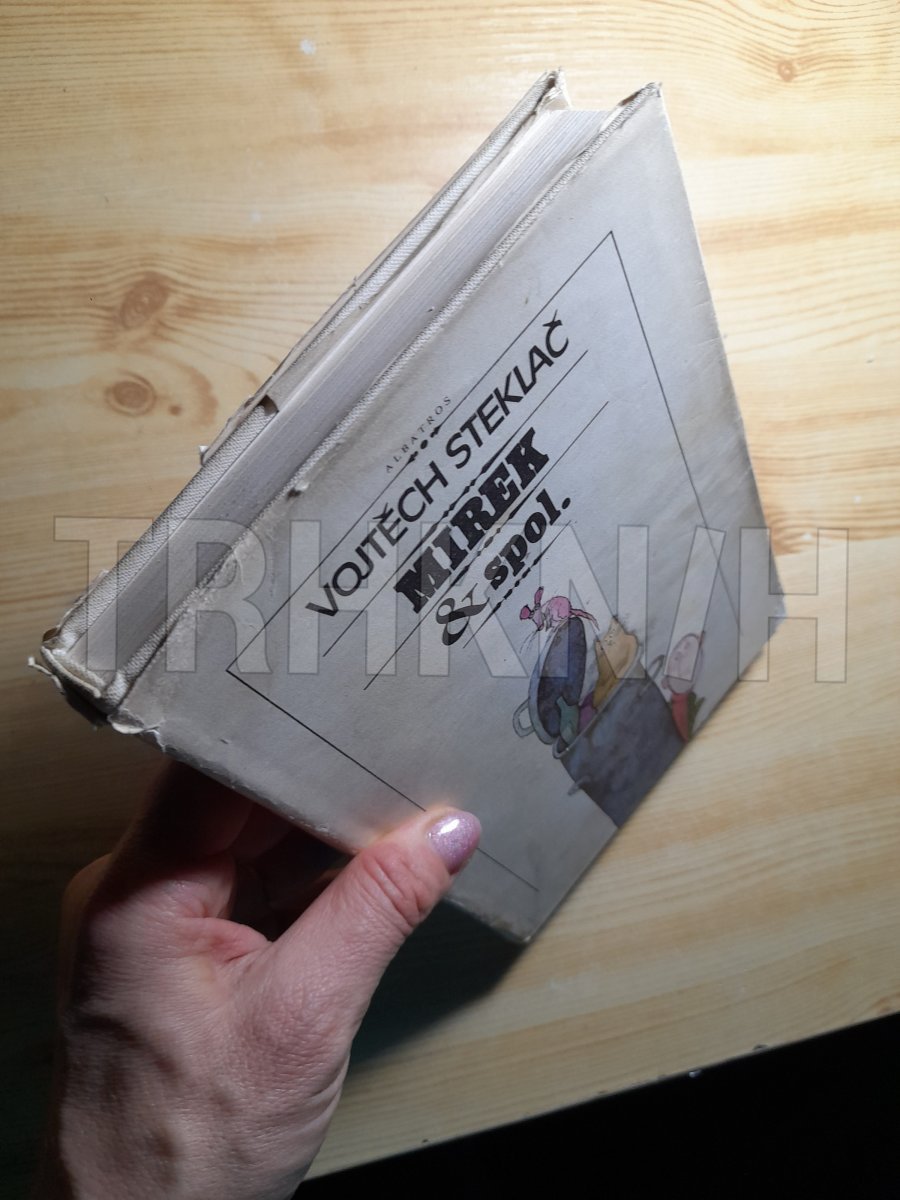 ALBATROS
VOJTĚCH STEKLAČ
MIREK
& spol.
TRHKNIH